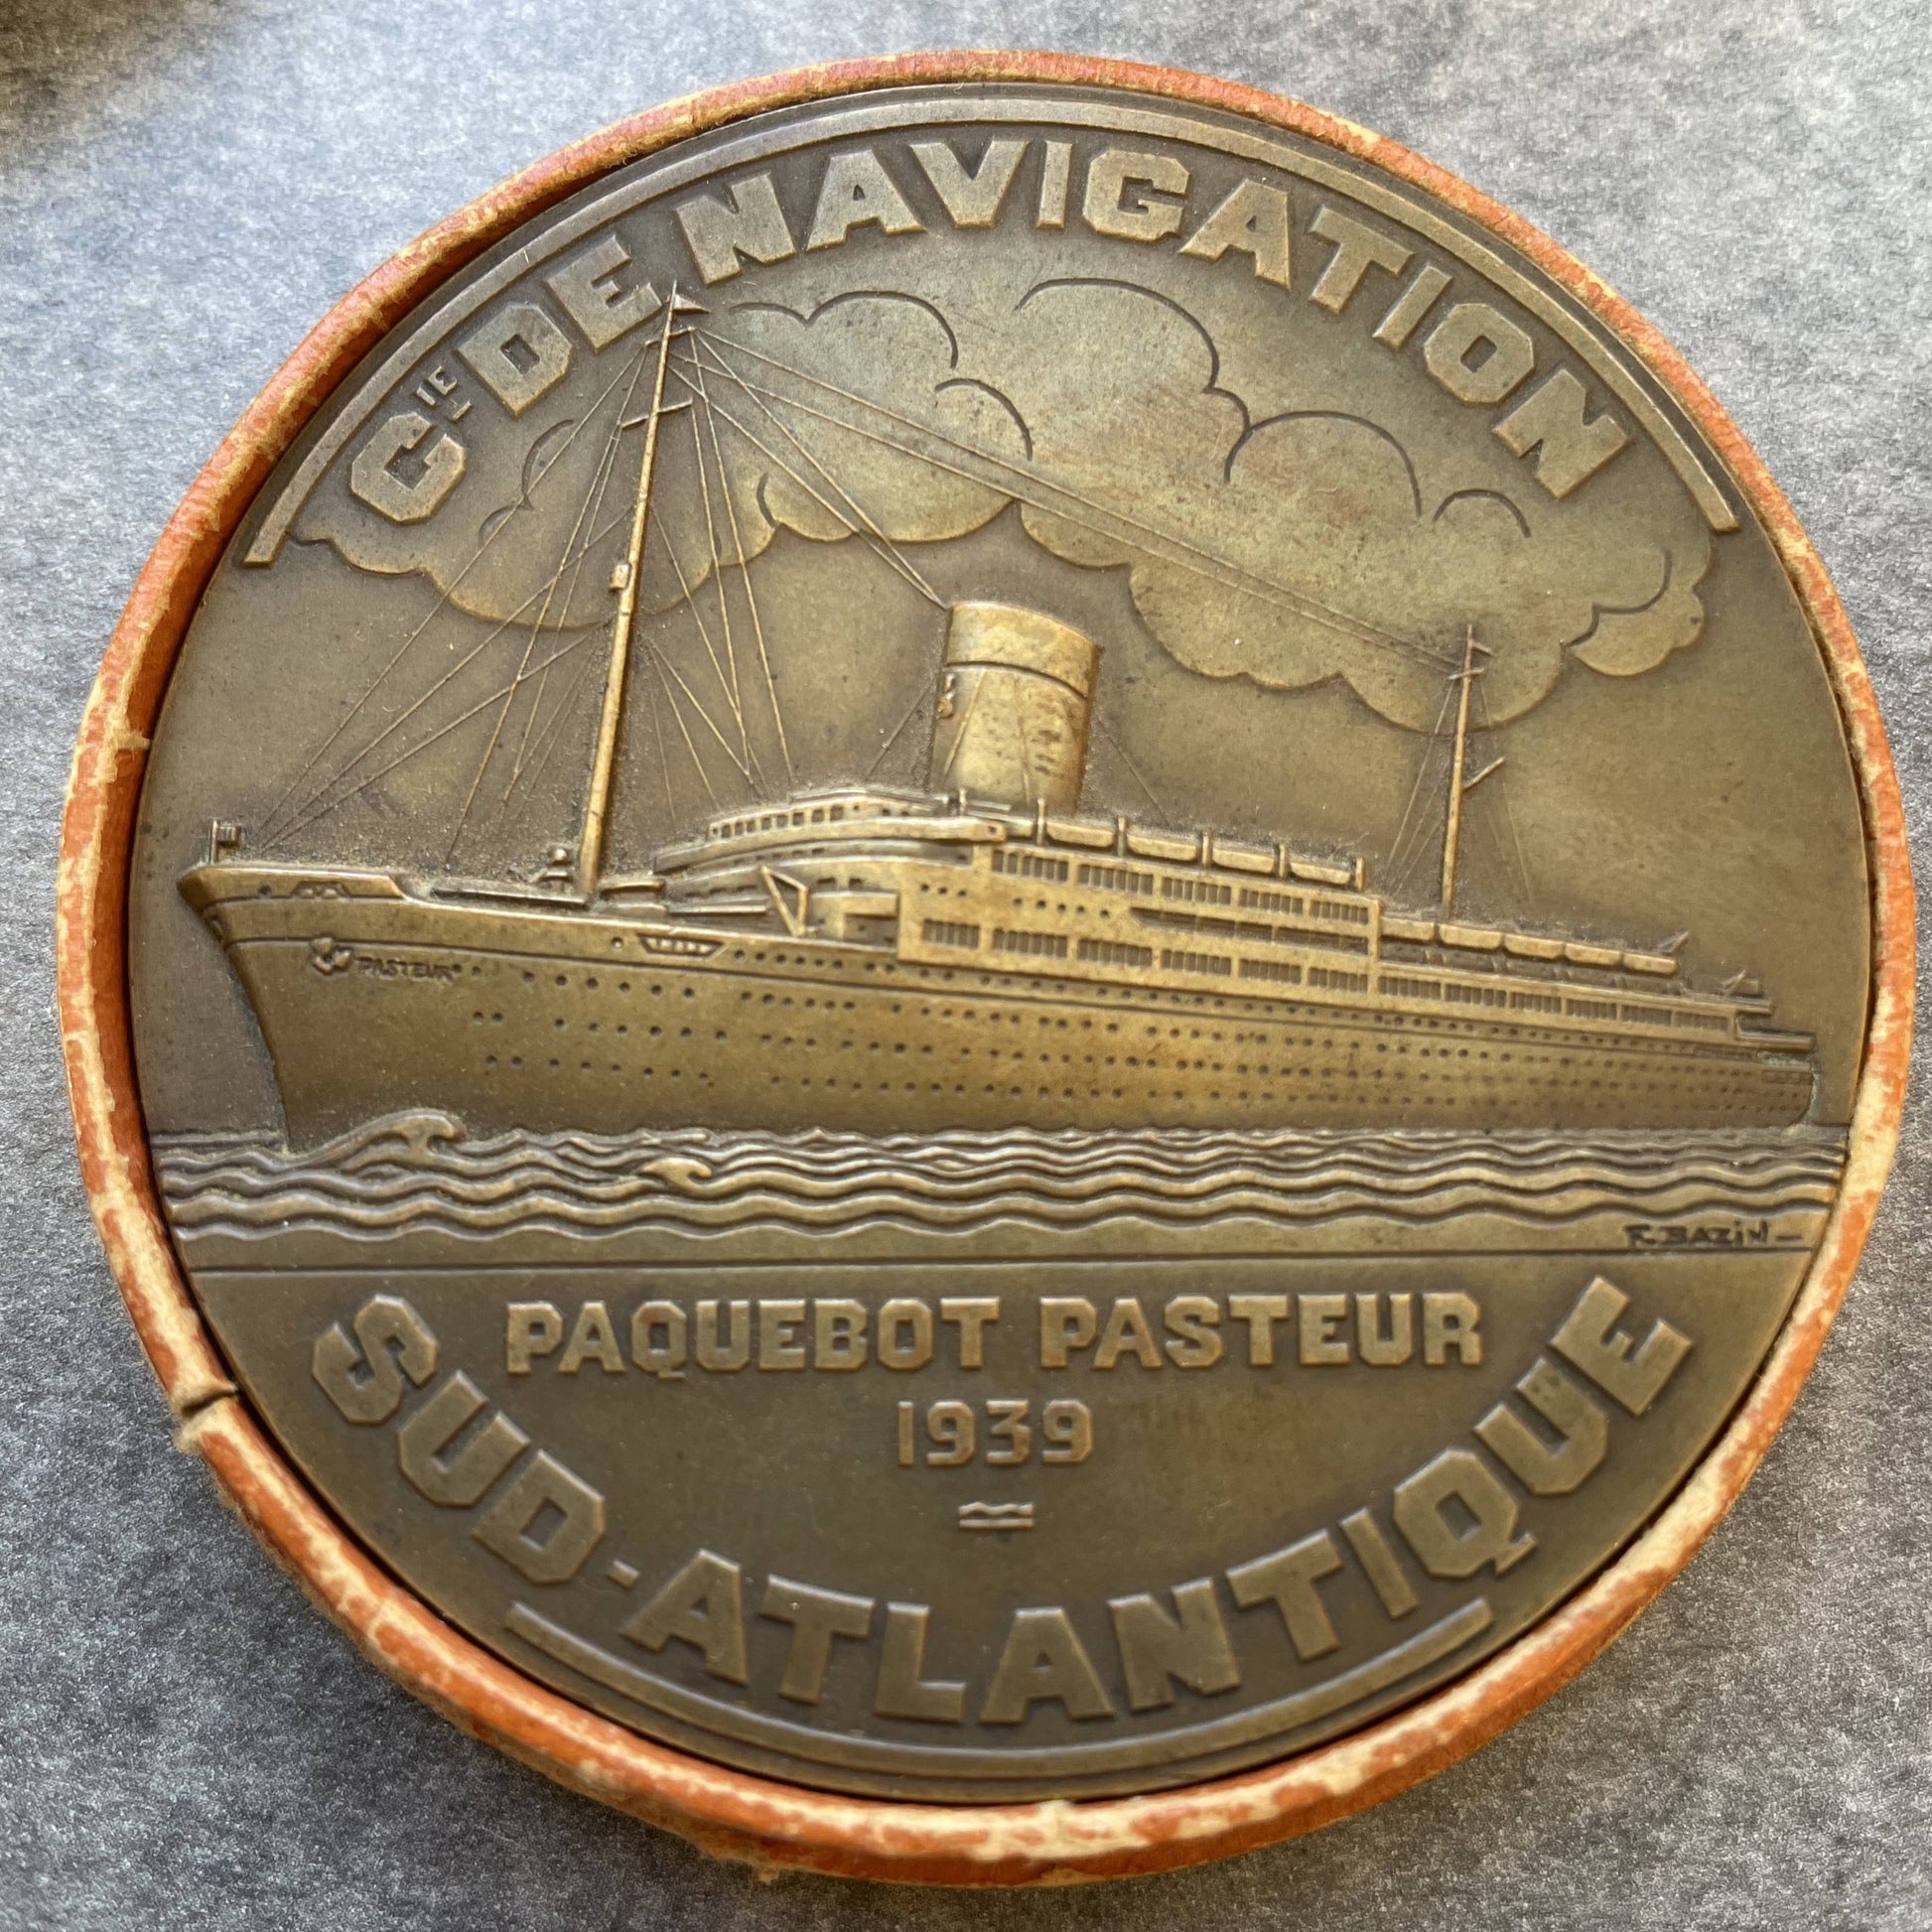 CIE DE NAVIGATION
"PASTEUR"
F. BAZIN
PAQUEBOT PASTEUR
1939
SUD-ATLANTIQUE